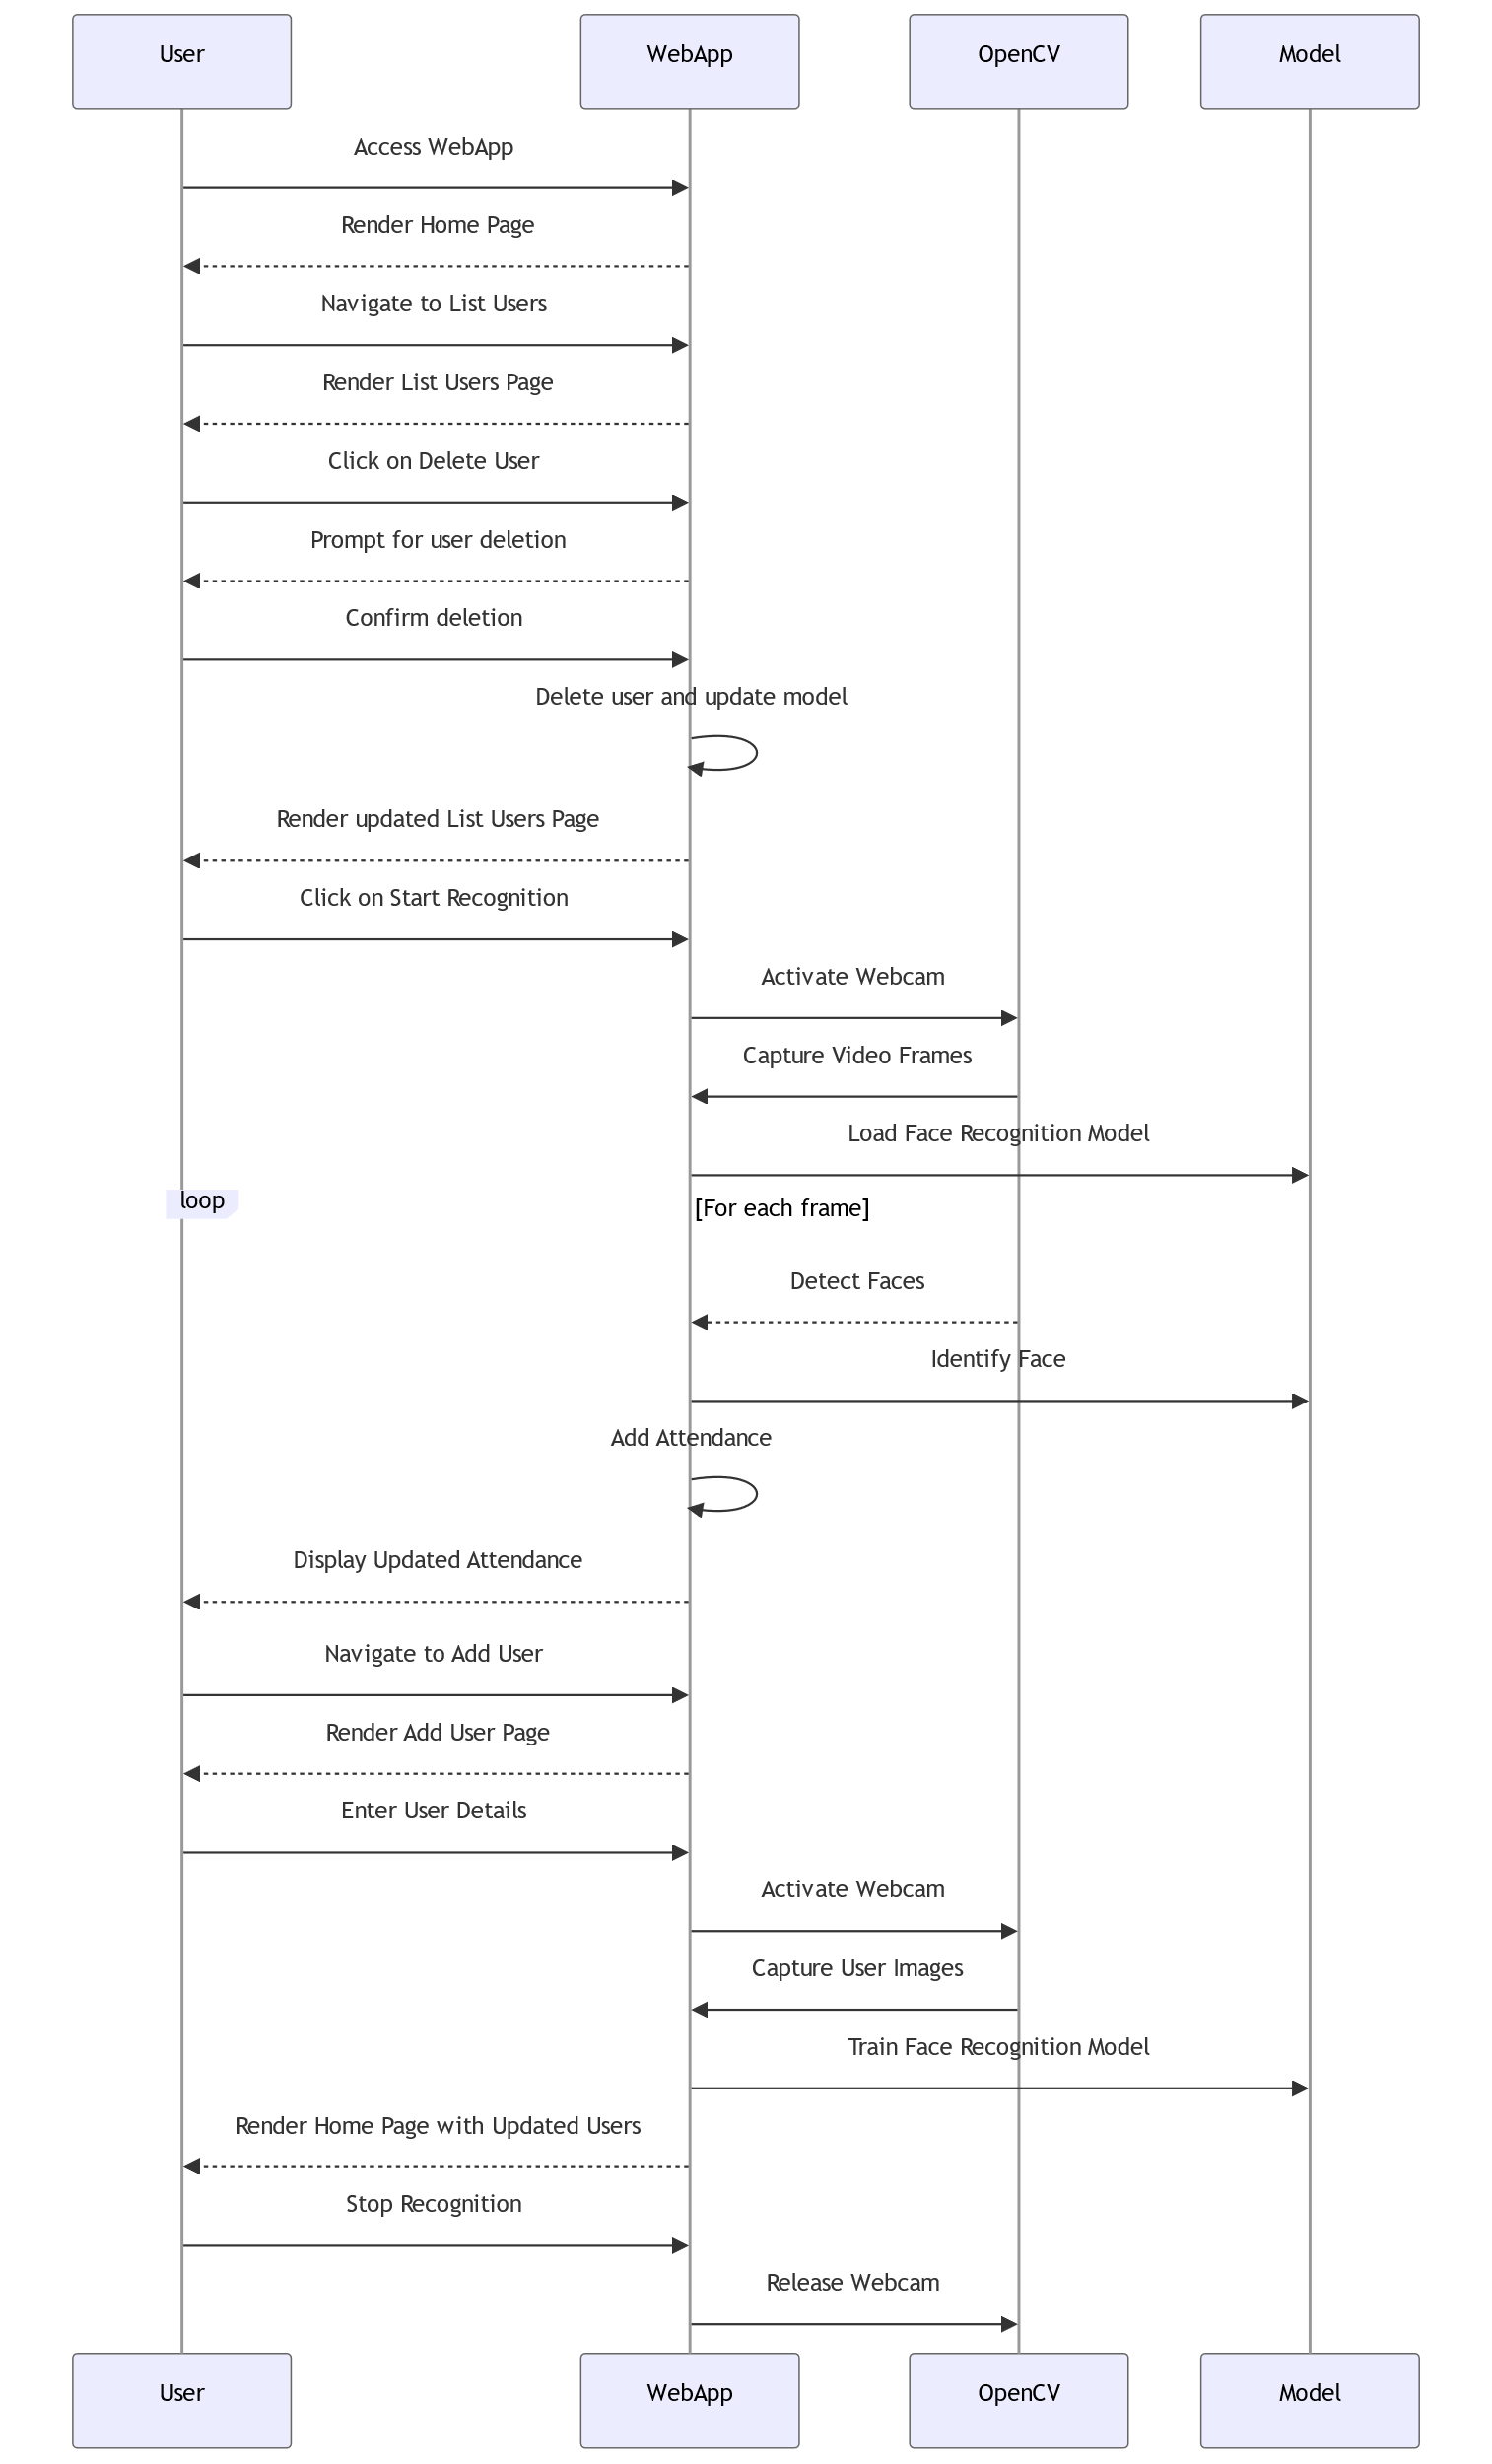 User
WebApp
OpenCV
Model
Access WebApp
Render Home Page
Navigate to List Users
Render List Users Page
Click on Delete User
Prompt for user deletion
Confirm deletion
Delete user and update model
Render updated List Users Page
Click on Start Recognition
Activate Webcam
Capture Video Frames
Load Face Recognition Model
loop
[For each frame]
Detect Faces
Identify Face
Add Attendance
Display Updated Attendance
Navigate to Add User
Render Add User Page
Enter User Details
Activate Webcam
Capture User Images
Train Face Recognition Model
Render Home Page with Updated Users
Stop Recognition
Release Webcam
User
WebApp
OpenCV
Model